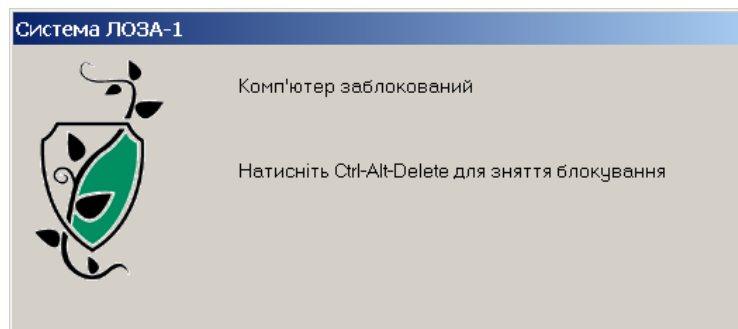 Система ЛОЗА-1
Комп'ютер заблокований
Натисніть Ctrl-Alt-Delete для зняття блокування